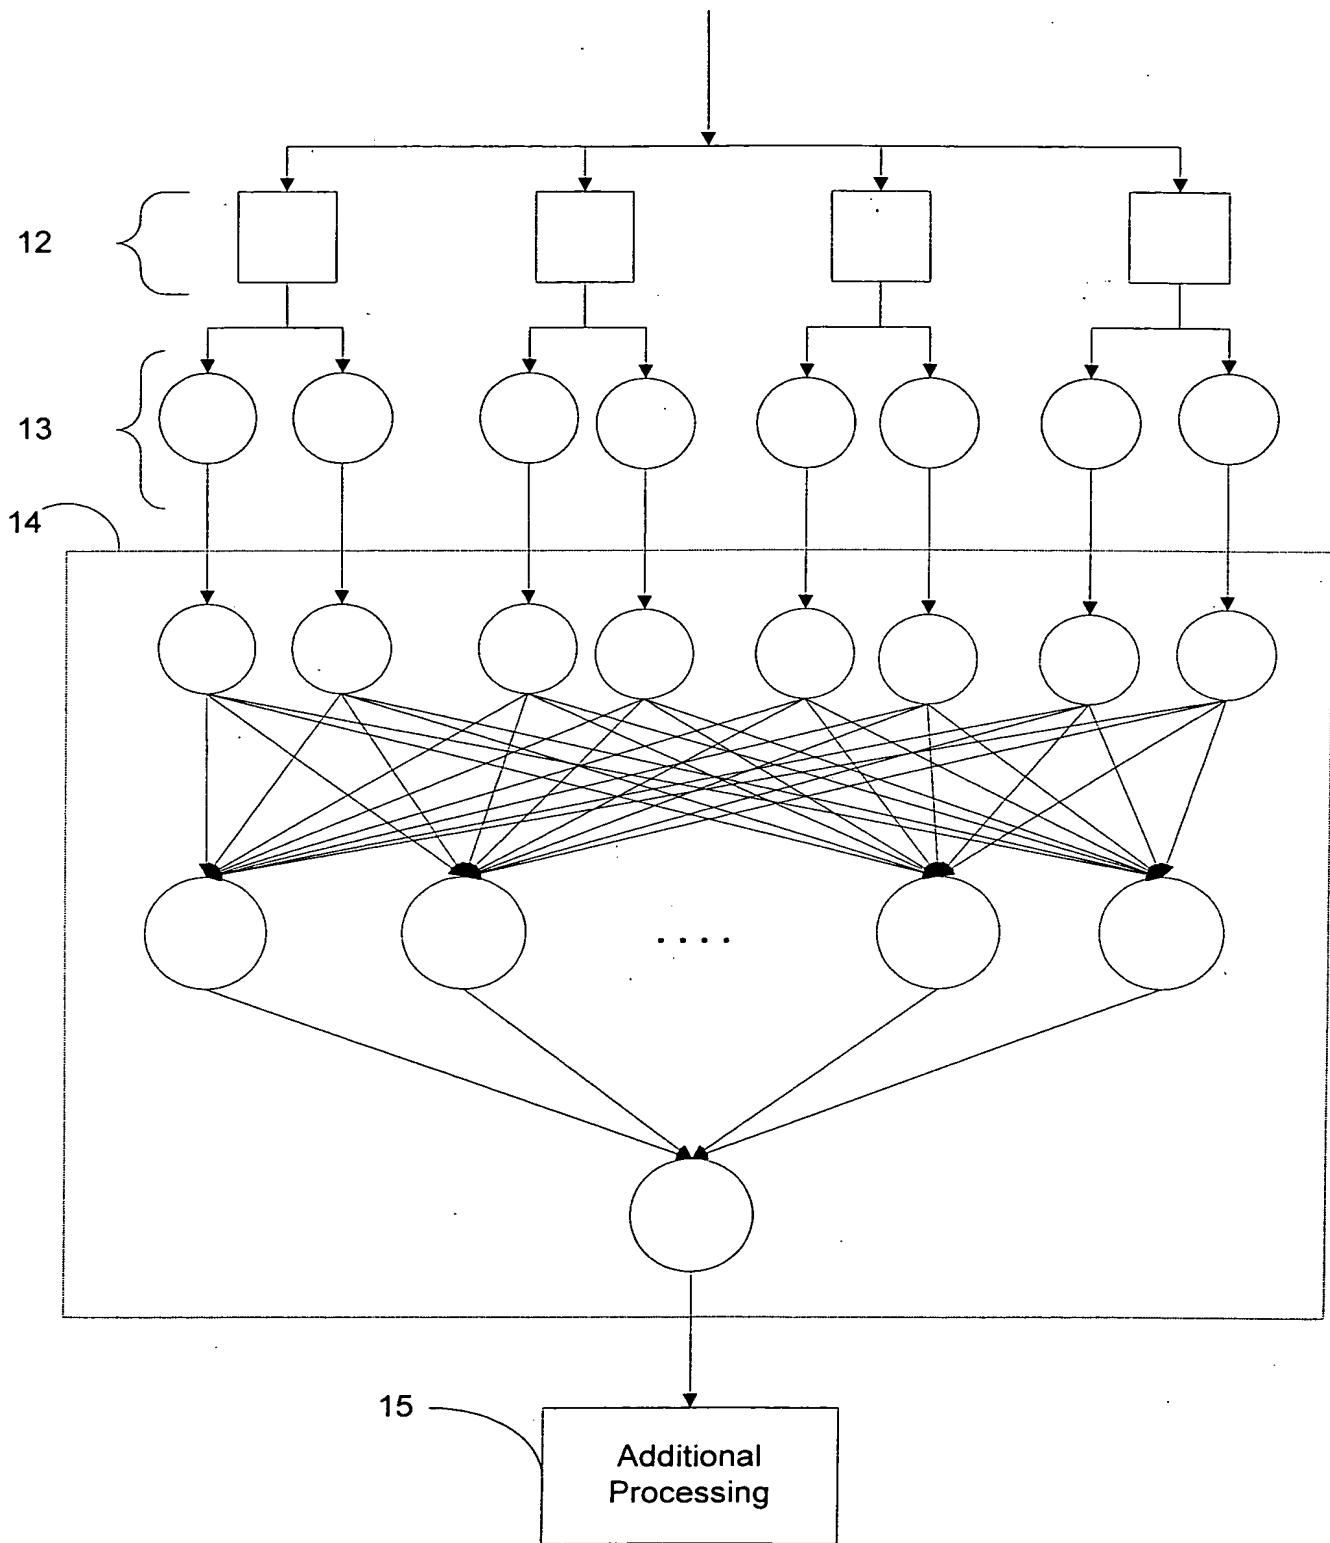 12
13
14
. . . .
15
Additional
Processing